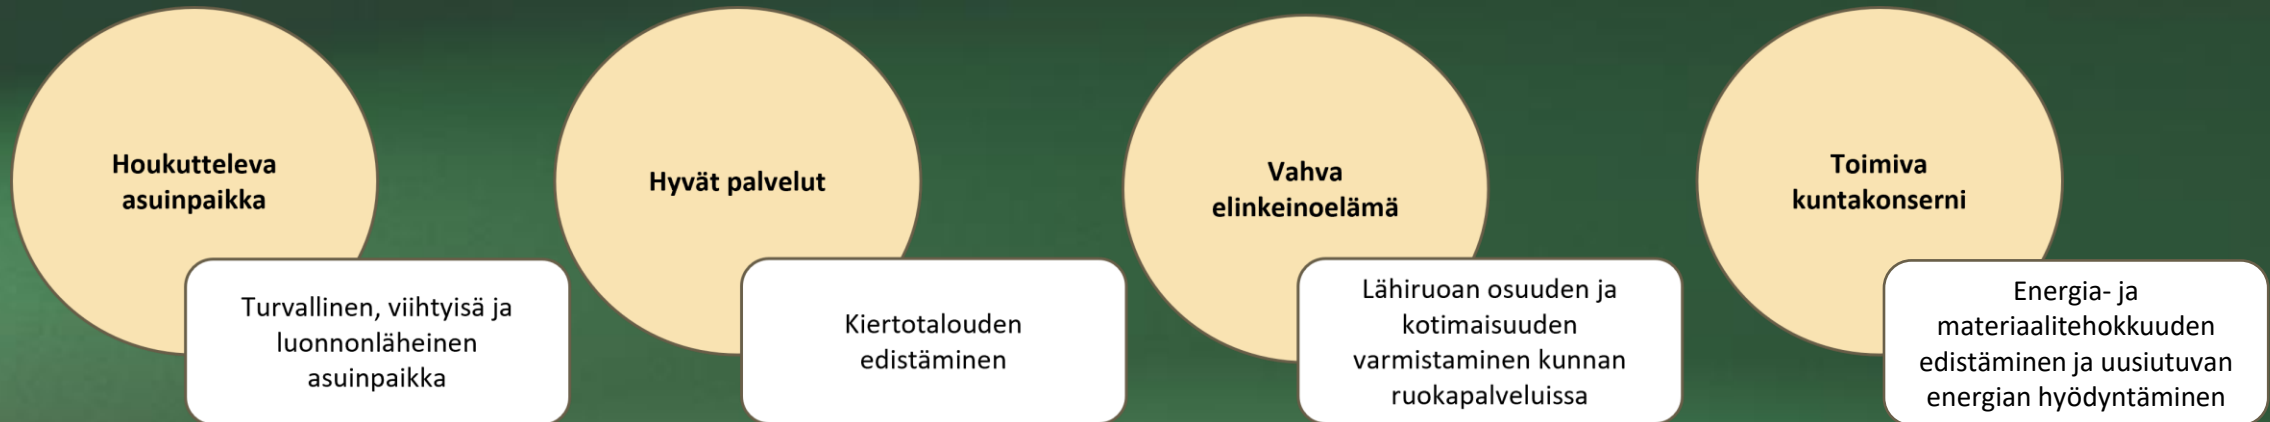 Houkutteleva
asuinpaikka
Turvallinen, viihtyisä ja
luonnonläheinen
asuinpaikka
Hyvät palvelut
Kiertotalouden
edistäminen
Vahva
elinkeinoelämä
Lähiruoan osuuden ja
kotimaisuuden
varmistaminen kunnan
ruokapalveluissa
Toimiva
kuntakonserni
Energia- ja
materiaalitehokkuuden
edistäminen ja uusiutuvan
energian hyödyntäminen